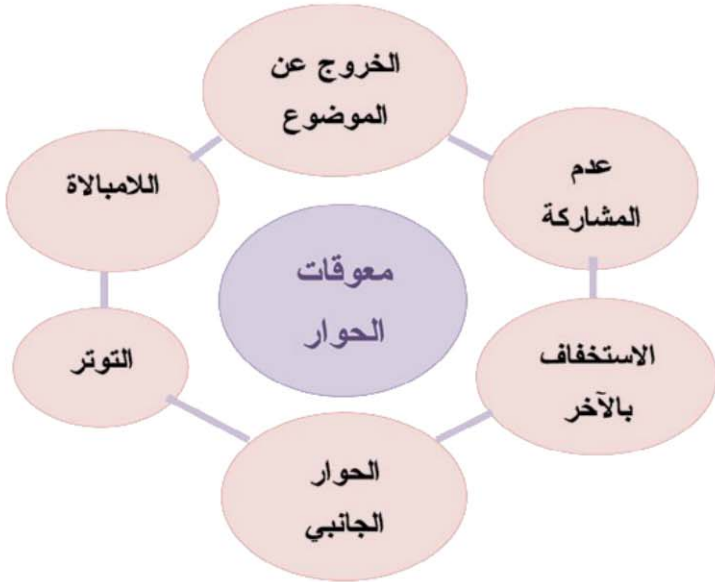 الخروج عن
الموضوع
عدم
المشاركة
اللامبالاة
معوقات
الحوار
الاستخفاف
بالآخر
التوتر
الحوار
الجانبي